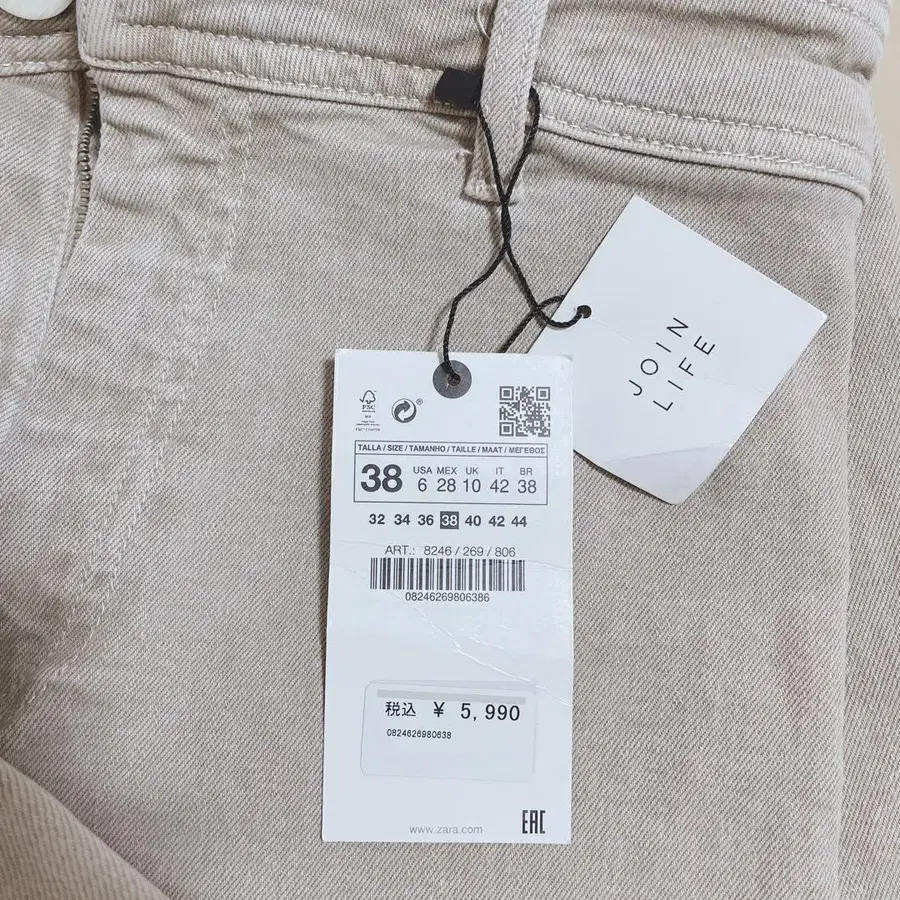 JOIN
LIFE
FSC
®
TALLA / SIZE / TAMANHO / TAILLE / MAAT / ΜΕΓΕΘΟΣ
38 USA MEX UK IT BR
6 28 10 42 38
32 34 36 38 40 42 44
ART.: 8246 / 269 / 806
08246269806386
税込 ¥ 5,990
0824626980638
www.zara.com
EAC